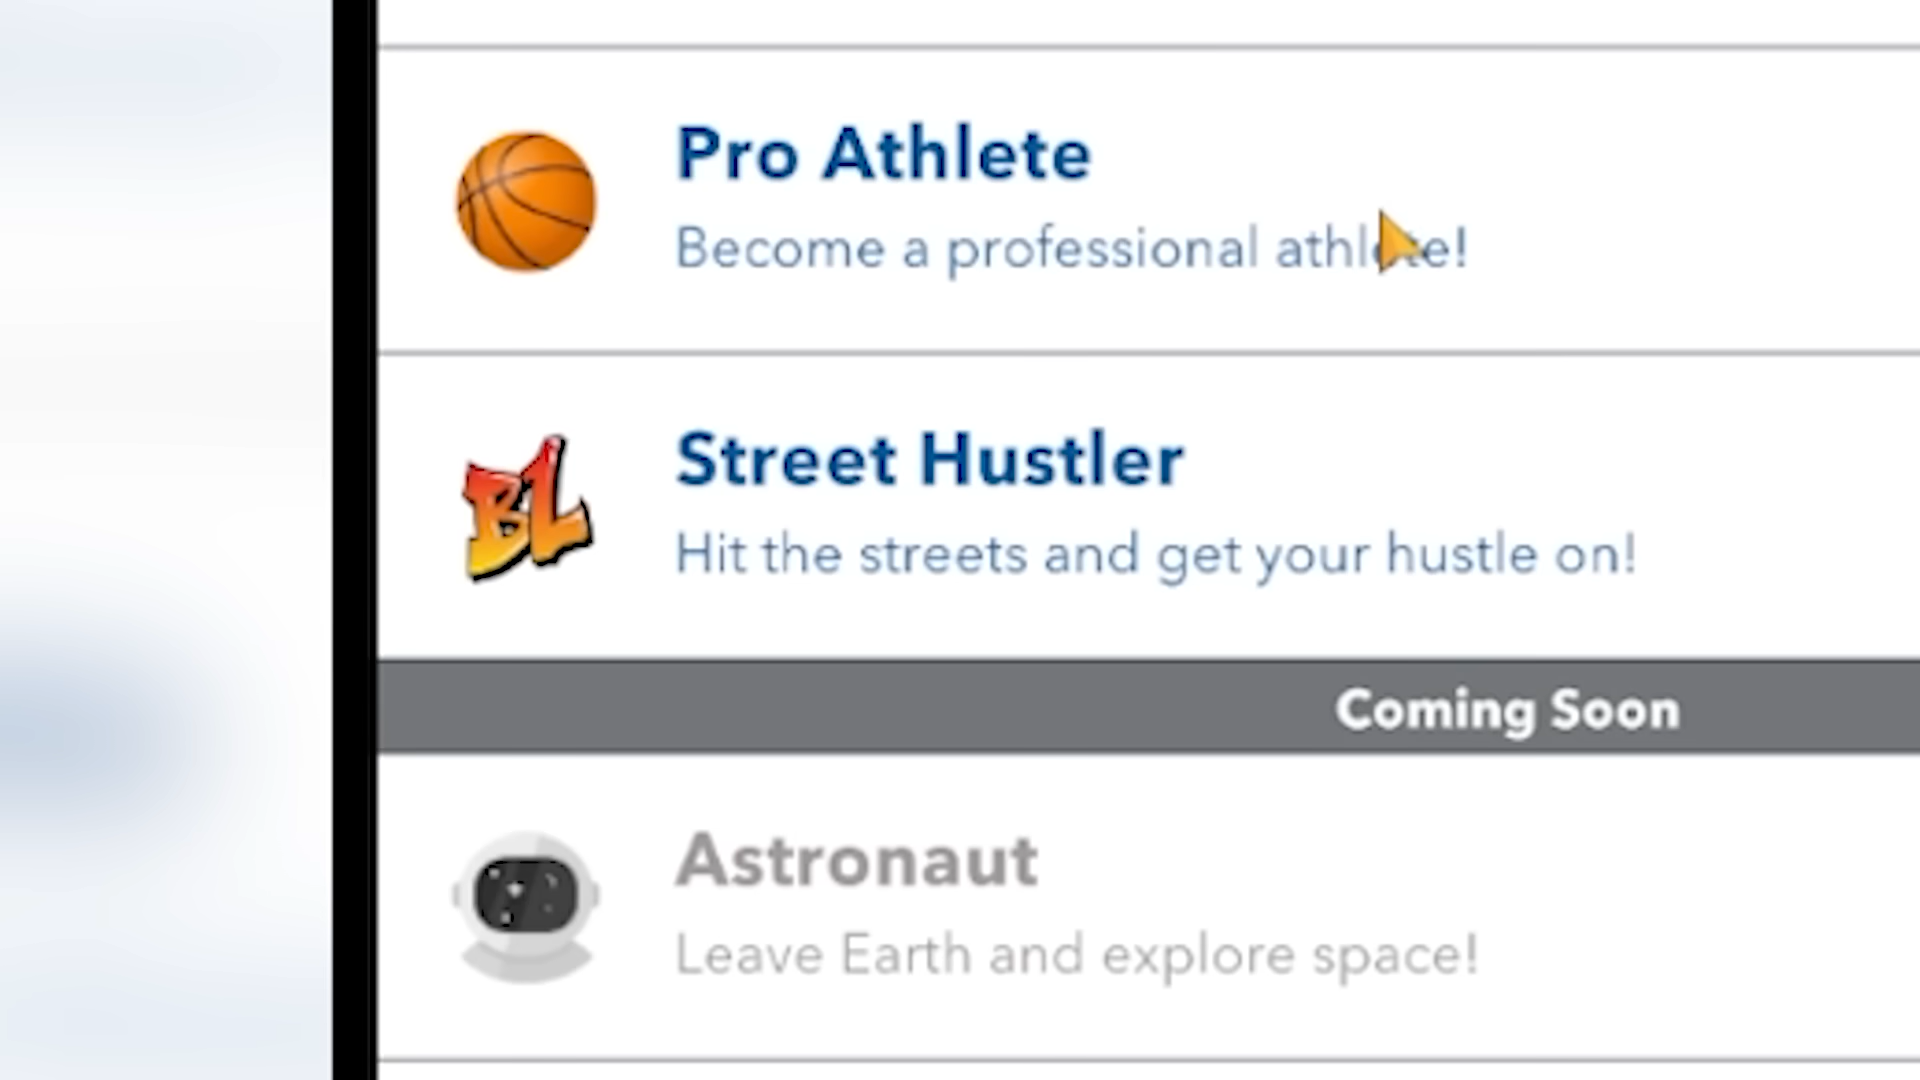 Pro Athlete
Become a professional athlete!
BL
Street Hustler
Hit the streets and get your hustle on!
Coming Soon
Astronaut
Leave Earth and explore space!